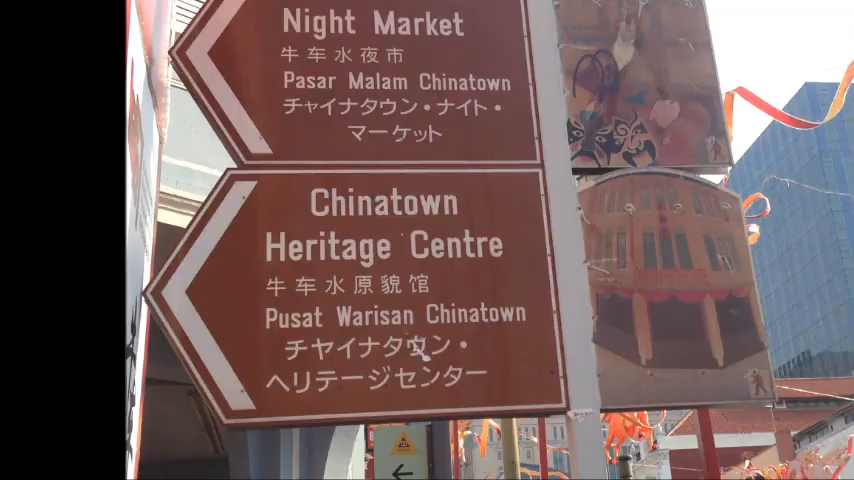 Night Market
牛车水夜市
Pasar Malam Chinatown
チャイナタウン・ナイト・
マーケット
Chinatown
Heritage Centre
牛车水原貌馆
Pusat Warisan Chinatown
チヤイナタウン・
ヘリテージセンター